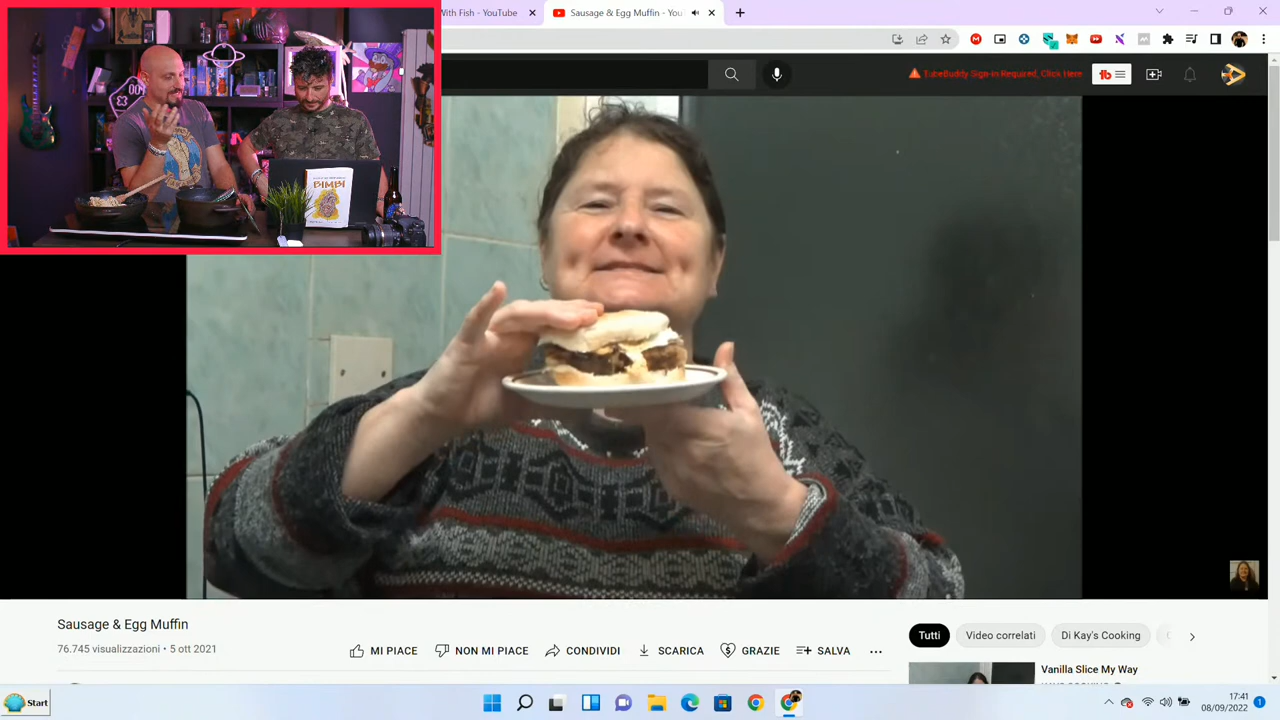 With Fish - YouTube
Sausage & Egg Muffin - You
TubeBuddy Sign-in Required, Click Here
tb
BIMBI
Sausage & Egg Muffin
76.745 visualizzazioni • 5 ott 2021
MI PIACE
NON MI PIACE
CONDIVIDI
SCARICA
GRAZIE
SALVA
Tutti
Video correlati
Di Kay's Cooking
Vanilla Slice My Way
Start
17:41
08/09/2022